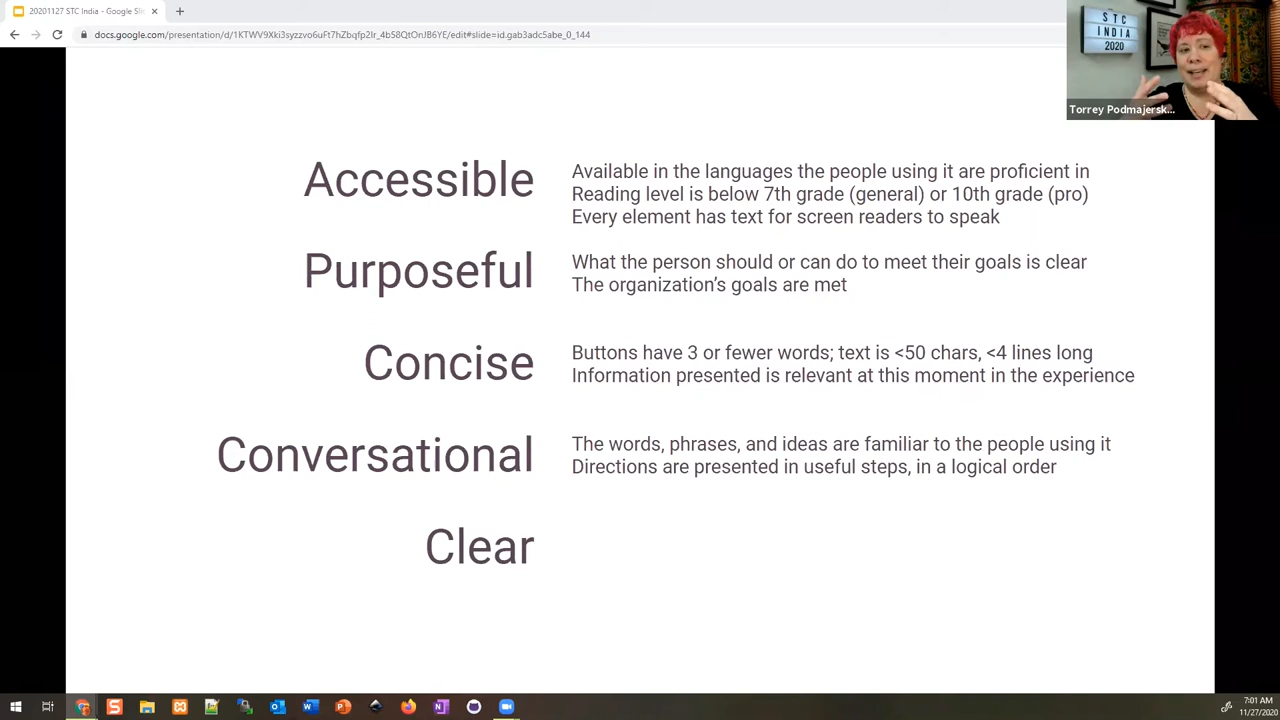 20201127 STC India - Google Sli
docs.google.com/presentation/d/1KTWV9Xki3syzzvo6uFt7hZbqfp2Ir_4b58QtOnJB6YE/edit#slide=id.gab3adc5abe_0_144
STC
INDIA
2020
Torrey Podmajersk...
Accessible
Available in the languages the people using it are proficient in
Reading level is below 7th grade (general) or 10th grade (pro)
Every element has text for screen readers to speak
Purposeful
What the person should or can do to meet their goals is clear
The organization's goals are met
Concise
Buttons have 3 or fewer words; text is <50 chars, <4 lines long
Information presented is relevant at this moment in the experience
Conversational
The words, phrases, and ideas are familiar to the people using it
Directions are presented in useful steps, in a logical order
Clear
7:01 AM
11/27/2020